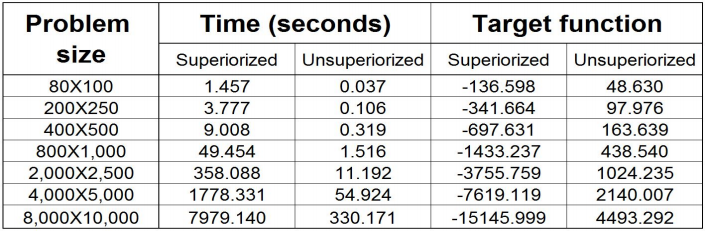 Problem size Time (seconds) Target function
Superiorized Unsuperiorized Superiorized Unsuperiorized
80X100 1.457 0.037 -136.598 48.630
200X250 3.777 0.106 -341.664 97.976
400X500 9.008 0.319 -697.631 163.639
800X1,000 49.454 1.516 -1433.237 438.540
2,000X2,500 358.088 11.192 -3755.759 1024.235
4,000X5,000 1778.331 54.924 -7619.119 2140.007
8,000X10,000 7979.140 330.171 -15145.999 4493.292